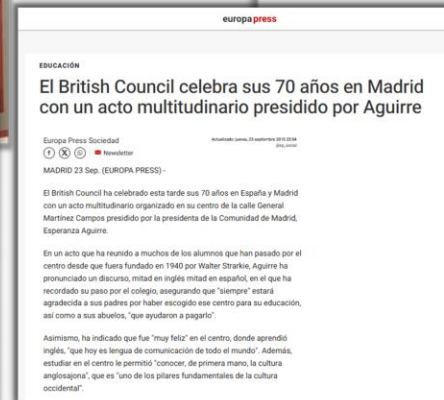 europapress
EDUCACIÓN
El British Council celebra sus 70 años en Madrid
con un acto multitudinario presidido por Aguirre
Europa Press Sociedad
Newsletter
Actualizado: jueves, 23 septiembre 2010 20:04
@ep_social
MADRID 23 Sep. (EUROPA PRESS) -
El British Council ha celebrado esta tarde sus 70 años en España y Madrid
con un acto multitudinario organizado en su centro de la calle General
Martínez Campos presidido por la presidenta de la Comunidad de Madrid,
Esperanza Aguirre.
En un acto que ha reunido a muchos de los alumnos que han pasado por el
centro desde que fuera fundado en 1940 por Walter Strarkie, Aguirre ha
pronunciado un discurso, mitad en inglés mitad en español, en el que ha
recordado su paso por el colegio, asegurando que "siempre" estará
agradecida a sus padres por haber escogido ese centro para su educación,
así como a sus abuelos, "que ayudaron a pagarlo".
Asimismo, ha indicado que fue "muy feliz" en el centro, donde aprendió
inglés, "que hoy es lengua de comunicación de todo el mundo". Además,
estudiar en el centro le permitió "conocer, de primera mano, la cultura
anglosajona", que es "uno de los pilares fundamentales de la cultura
occidental".